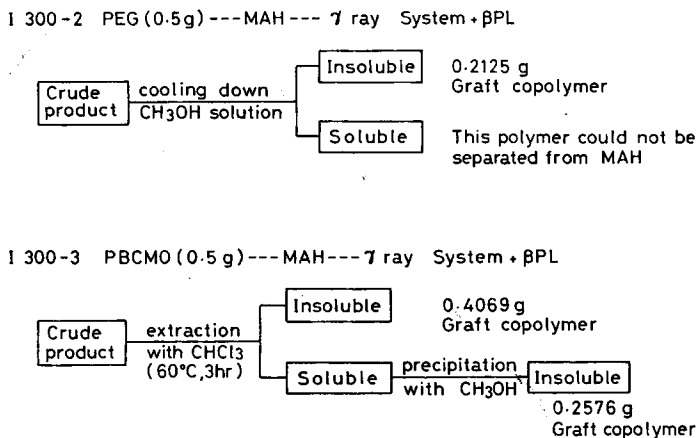 I 300-2 PEG (0.5g)---MAH--- γ ray System + βPL
Insoluble
0.2125 g
Graft copolymer
Crude
product
cooling down
CH3OH solution
Soluble
This polymer could not be
separated from MAH
I 300-3 PBCMO (0.5 g)---MAH---γ ray System + βPL
Insoluble
0.4069 g
Graft copolymer
Crude
product
extraction
with CHCl3
(60°C,3hr)
Soluble
precipitation
with CH3OH
Insoluble
0.2576 g
Graft copolymer